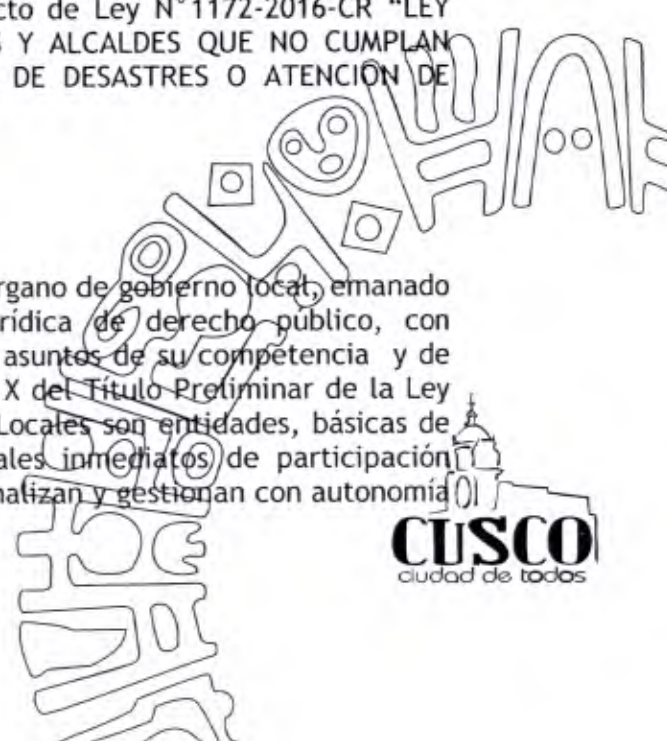 cto de Ley N°1172-2016-CR “LEY
Y ALCALDES QUE NO CUMPLAN
DE DESASTRES O ATENCIÓN DE
rgano de gobierno local, emanado
rídica de derecho público, con
asuntos de su competencia y de
X del Título Preliminar de la Ley
Locales son entidades, básicas de
ales inmediatos de participación
nalizan y gestionan con autonomía
CUSCO
ciudad de todos